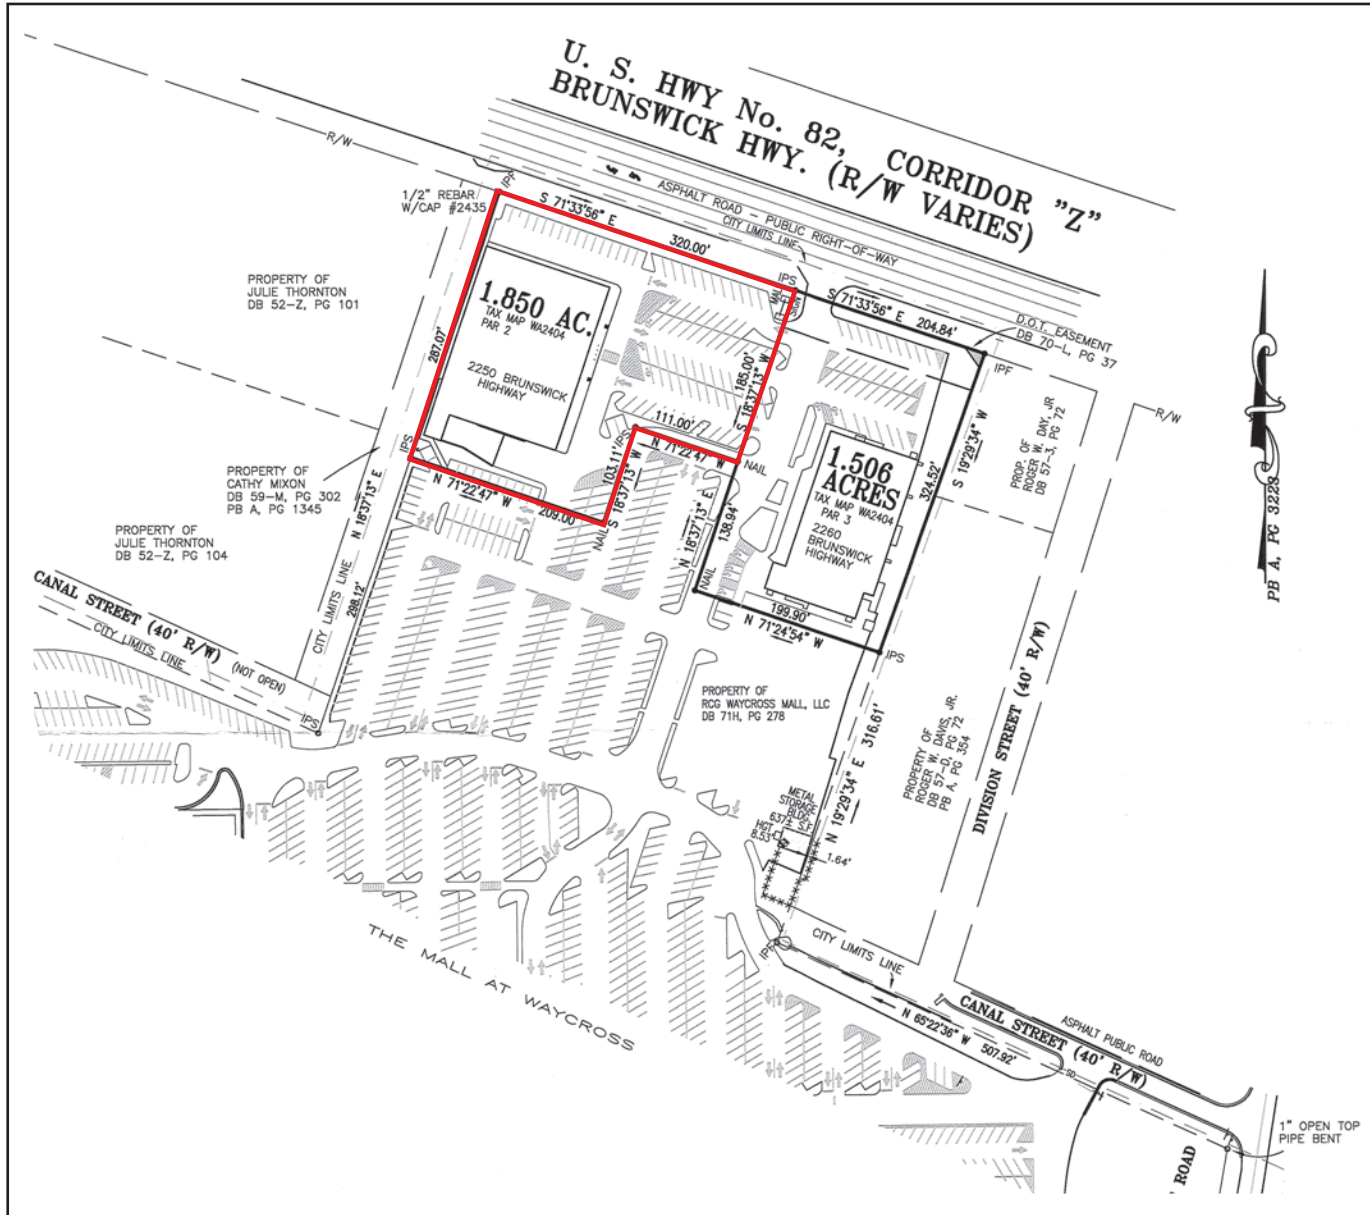 U. S. HWY No. 82, CORRIDOR "Z"
BRUNSWICK HWY. (R/W VARIES)
R/W
ASPHALT ROAD - PUBLIC RIGHT-OF-WAY
CITY LIMITS LINE
1/2" REBAR
W/CAP #2435
IPF
S 71°33'56" E
320.00'
IPS
S 71°33'56" E 204.84'
D.O.T. EASEMENT
DB 70-L, PG 37
IPF
PROPERTY OF
JULIE THORNTON
DB 52-Z, PG 101
1.850 AC.
TAX MAP WA2404
PAR 2
2250 BRUNSWICK
HIGHWAY
287.07'
MALL
SIGN
185.00'
S 18°37'13" W
111.00'
N 71°22'47" W
NAIL
IPS
103.11'
S 18°37'13" W
IPS
N 71°22'47" W
209.00'
NAIL
R/W
PROP. OF
ROGER W. DAY, JR
DB 57-3, PG 72
S 19°29'34" W
324.52'
1.506
ACRES
TAX MAP WA2404
PAR 3
2260
BRUNSWICK
HIGHWAY
N 18°37'13" E
138.94'
NAIL
199.90'
N 71°24'54" W
IPS
PB A, PG 3223
PROPERTY OF
CATHY MIXON
DB 59-M, PG 302
PB A, PG 1345
N 18°37'13" E
PROPERTY OF
JULIE THORNTON
DB 52-Z, PG 104
CITY LIMITS LINE
298.12'
CANAL STREET (40' R/W) (NOT OPEN)
CITY LIMITS LINE
IPS
PROPERTY OF
RCG WAYCROSS MALL, LLC
DB 71H, PG 278
N 19°29'34" E 316.61'
PROPERTY OF
ROGER W. DAVIS, JR.
DB 57-D, PG 72
PB A, PG 354
DIVISION STREET (40' R/W)
METAL
STORAGE
BLDG.
637± S.F
HGT
8.53'
1.64'
THE MALL AT WAYCROSS
IPF
CITY LIMITS LINE
N 65°22'36" W 507.92'
CANAL STREET (40' R/W)
ASPHALT PUBLIC ROAD
SD
1" OPEN TOP
PIPE BENT
ROAD